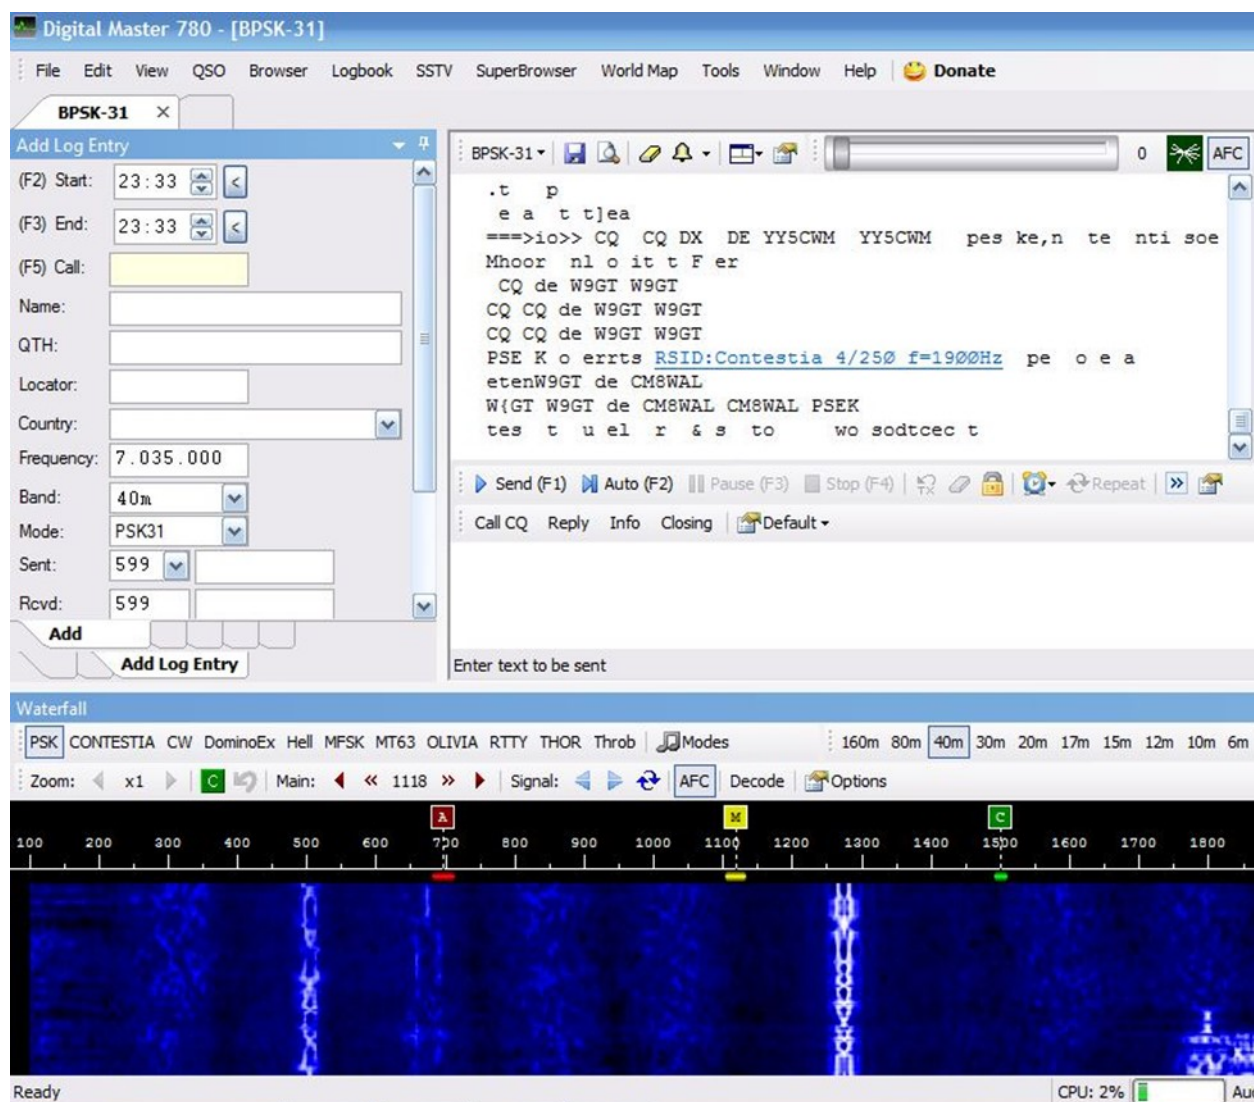 Digital Master 780 - [BPSK-31]
File Edit View QSO Browser Logbook SSTV SuperBrowser World Map Tools Window Help Donate
BPSK-31
Add Log Entry
(F2) Start: 23:33 <
(F3) End: 23:33 <
(F5) Call:
Name:
QTH:
Locator:
Country:
Frequency: 7.035.000
Band: 40m
Mode: PSK31
Sent: 599
Rcvd: 599
Add
Add Log Entry
BPSK-31 0 AFC
.t p
e a t t]ea
===>io>> CQ CQ DX DE YY5CWM YY5CWM pes ke,n te nti soe
Mhoor nl o it t F er
CQ de W9GT W9GT
CQ CQ de W9GT W9GT
CQ CQ de W9GT W9GT
PSE K o errts RSID:Contestia 4/25Ø f=19ØØHz pe o e a
etenW9GT de CM8WAL
W{GT W9GT de CM8WAL CM8WAL PSEK
tes t u el r & s to wo sodtcec t
Send (F1) Auto (F2) Pause (F3) Stop (F4) Repeat
Call CQ Reply Info Closing Default
Enter text to be sent
Waterfall
PSK CONTESTIA CW DominoEx Hell MFSK MT63 OLIVIA RTTY THOR Throb Modes 160m 80m 40m 30m 20m 17m 15m 12m 10m 6m
Zoom: x1 C Main: 1118 Signal: AFC Decode Options
A M C
100 200 300 400 500 600 700 800 900 1000 1100 1200 1300 1400 1500 1600 1700 1800
Ready CPU: 2% Au